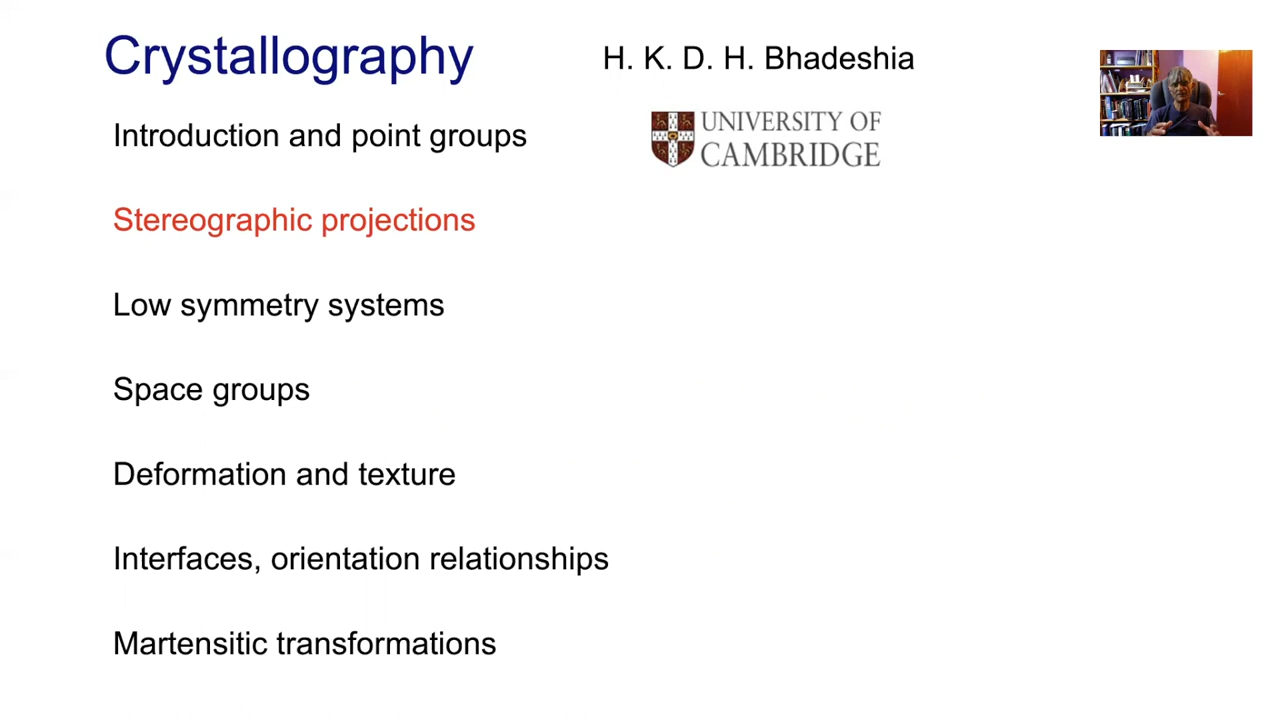 Crystallography
H. K. D. H. Bhadeshia
UNIVERSITY OF
CAMBRIDGE
Introduction and point groups
Stereographic projections
Low symmetry systems
Space groups
Deformation and texture
Interfaces, orientation relationships
Martensitic transformations